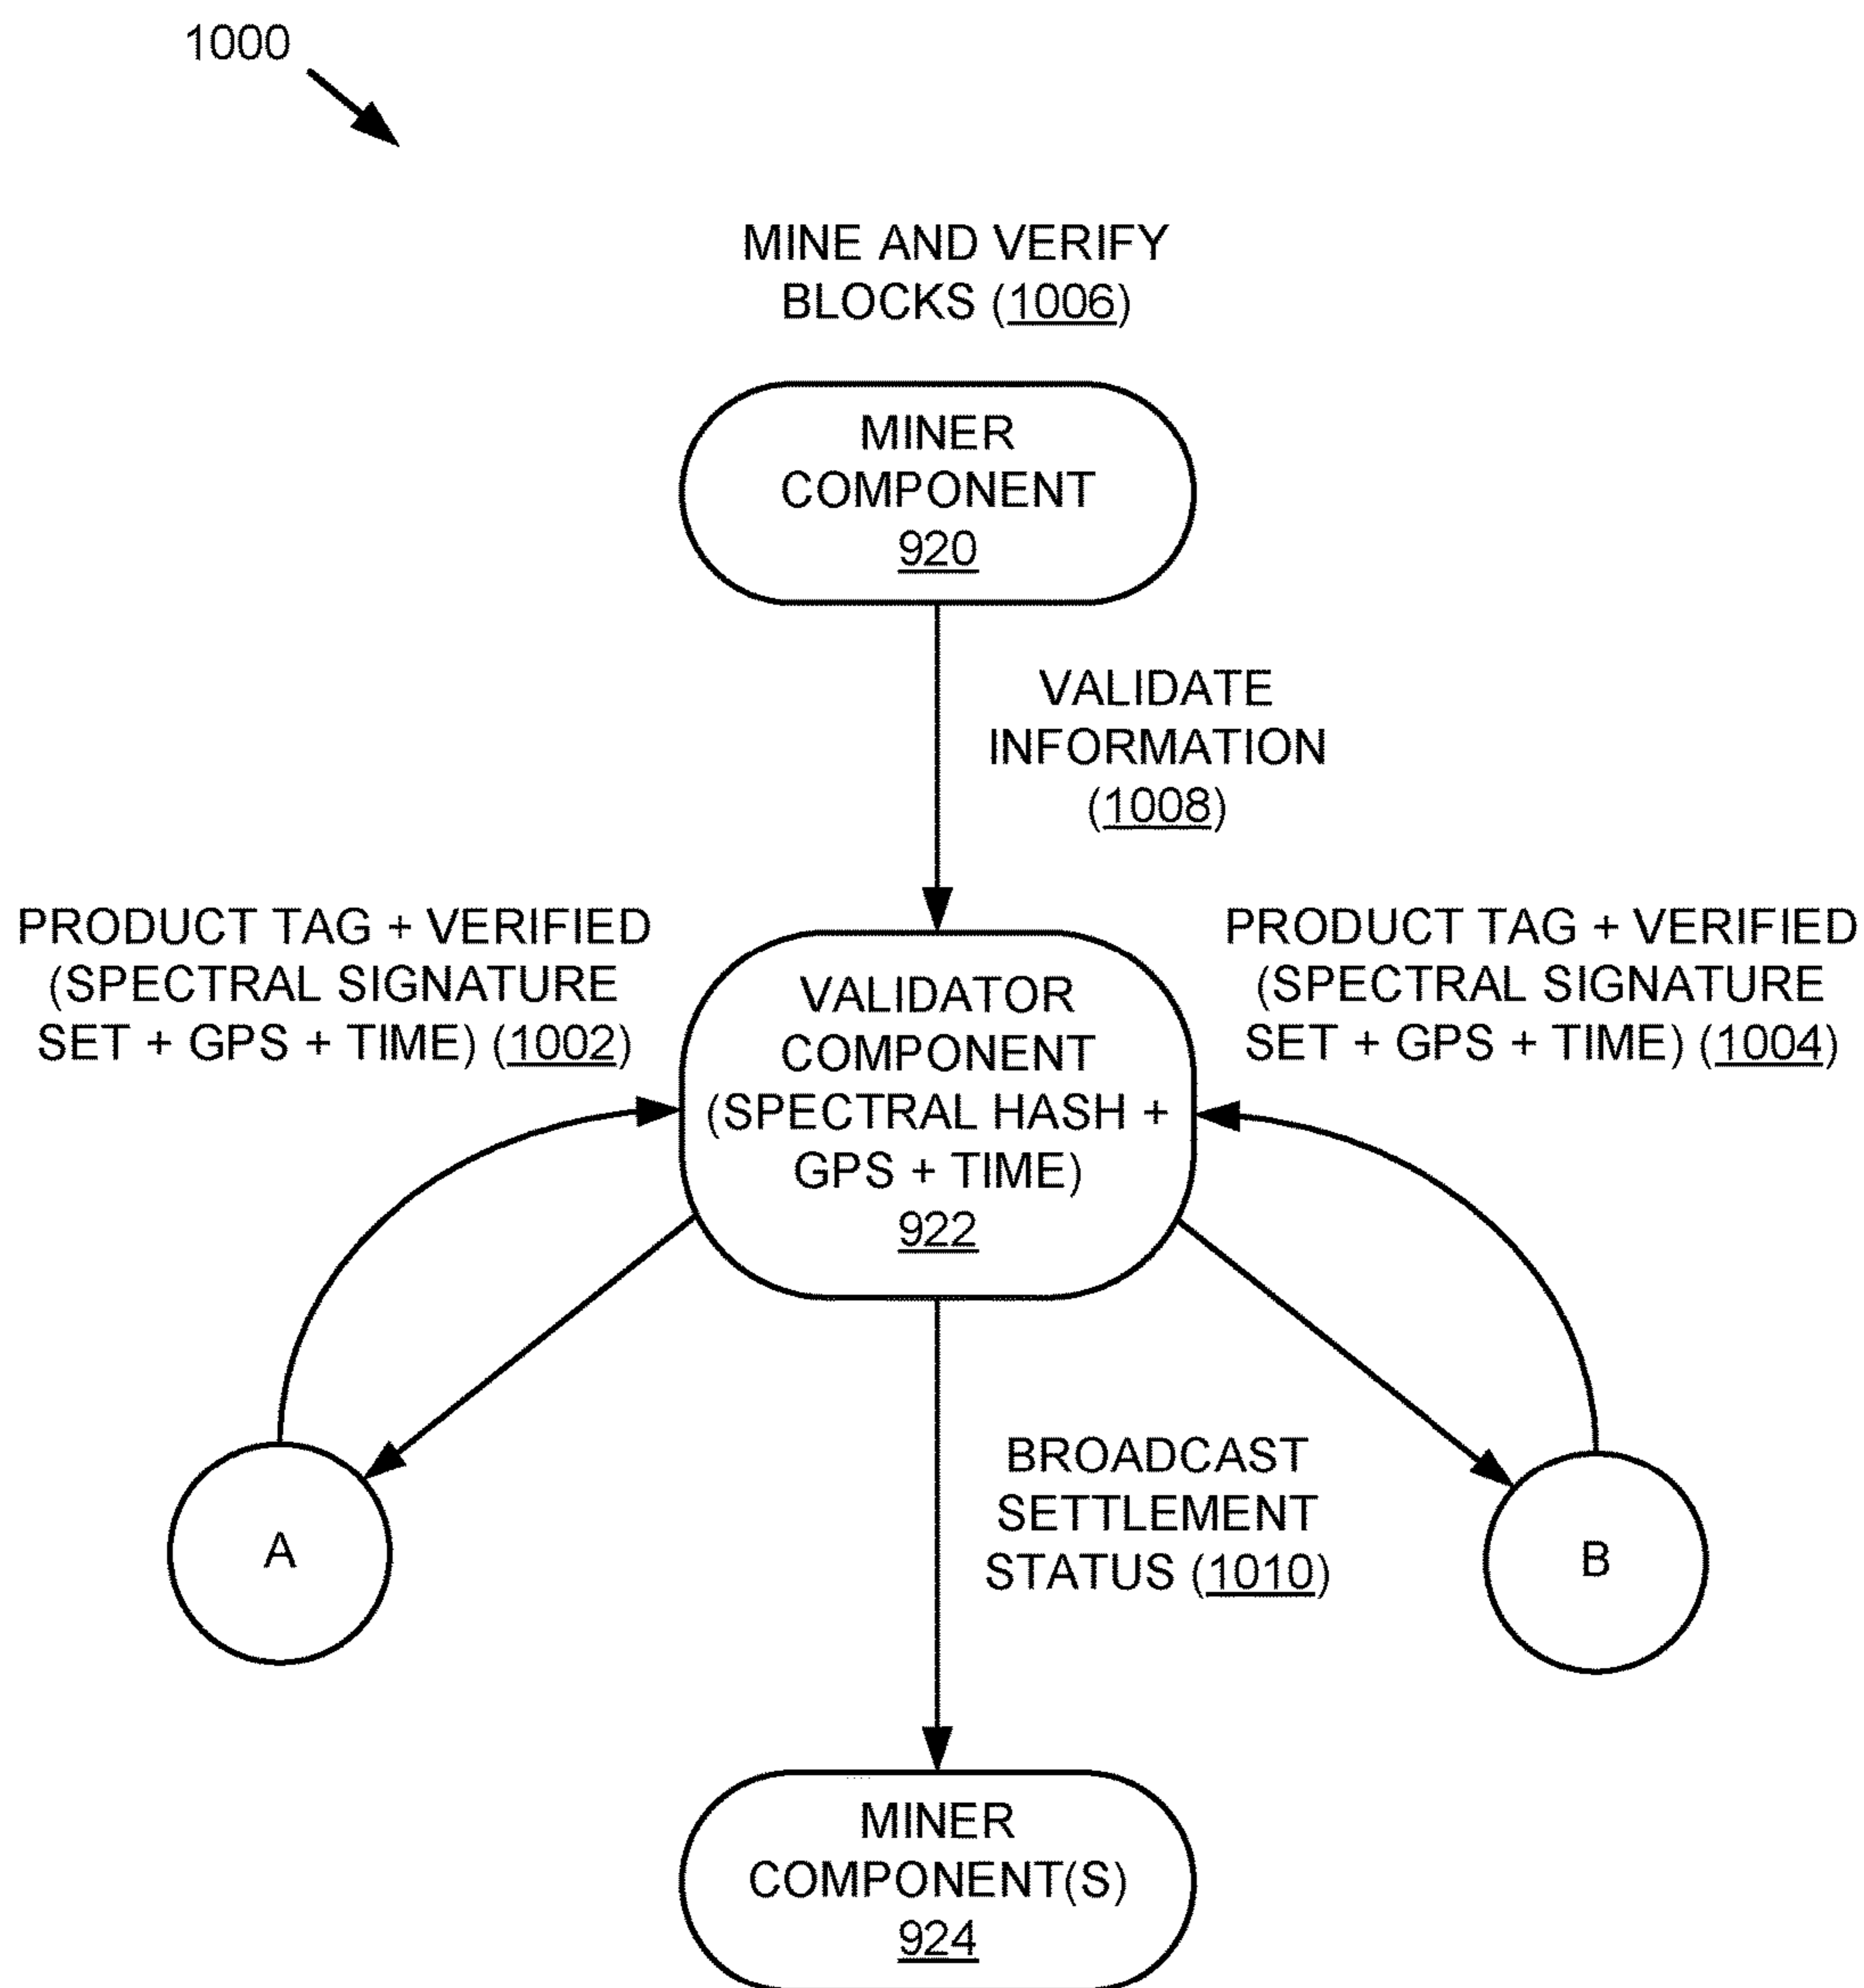 1000
MINE AND VERIFY
BLOCKS (1006)
MINER
COMPONENT
920
VALIDATE
INFORMATION
(1008)
PRODUCT TAG + VERIFIED
(SPECTRAL SIGNATURE
SET + GPS + TIME) (1002)
VALIDATOR
COMPONENT
(SPECTRAL HASH +
GPS + TIME)
922
PRODUCT TAG + VERIFIED
(SPECTRAL SIGNATURE
SET + GPS + TIME) (1004)
A
BROADCAST
SETTLEMENT
STATUS (1010)
B
MINER
COMPONENT(S)
924